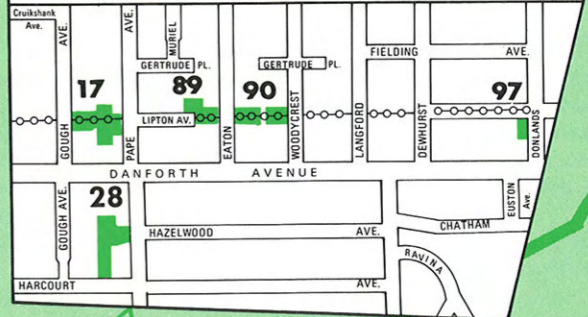 Cruikshank
Ave.
AVE.
AVE.
MURIEL
GERTRUDE PL.
GERTRUDE PL.
FIELDING AVE.
17
89
90
97
LIPTON AV.
GOUGH
PAPE
EATON
WOODYCREST
LANGFORD
DEWHURST
DONLANDS
DANFORTH AVENUE
GOUGH AVE.
28
EUSTON
Ave.
HAZELWOOD AVE.
CHATHAM
RAVINA
HARCOURT AVE.